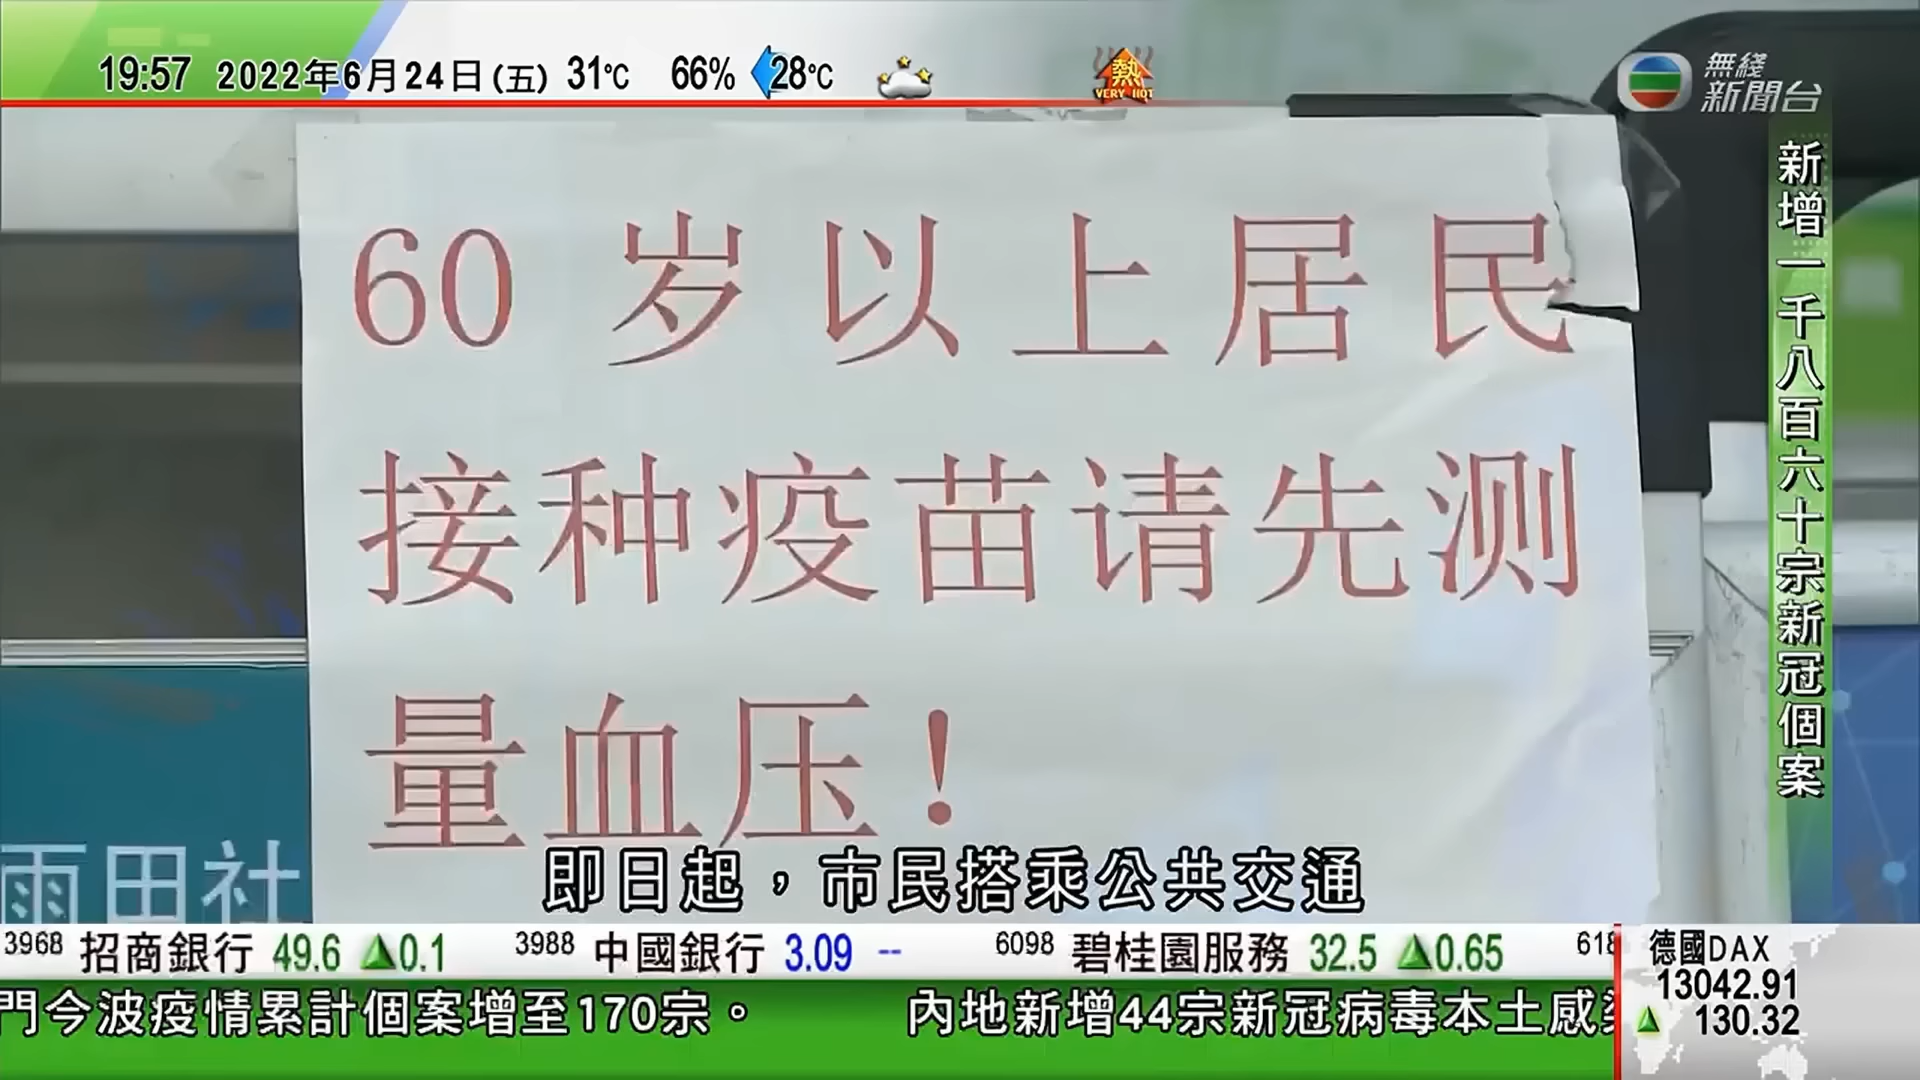 19:57 2022年6月24日(五) 31℃ 66% 28℃
熱
VERY HOT
無綫
新聞台
新增一千八百六十宗新冠個案
60 岁以上居民
接种疫苗请先测
量血压！
雨田社
即日起，市民搭乘公共交通
3968 招商銀行 49.6 ▲0.1 3988 中國銀行 3.09 -- 6098 碧桂園服務 32.5 ▲0.65
門今波疫情累計個案增至170宗。 內地新增44宗新冠病毒本土感
德國DAX
13042.91
▲ 130.32